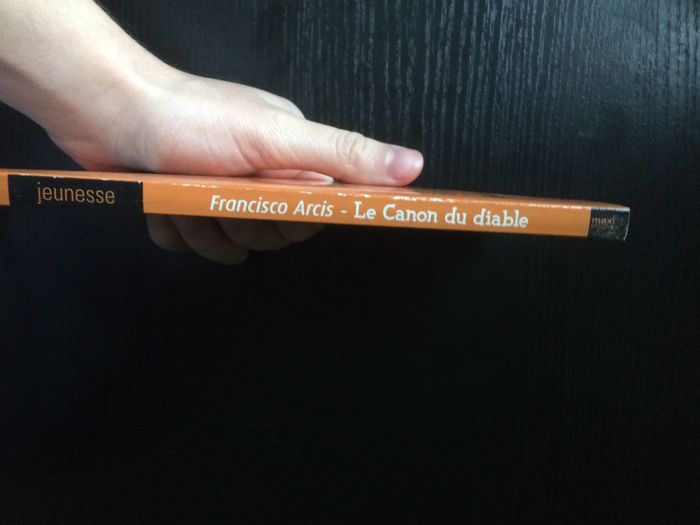 jeunesse
Francisco Arcis - Le Canon du diable
maxi